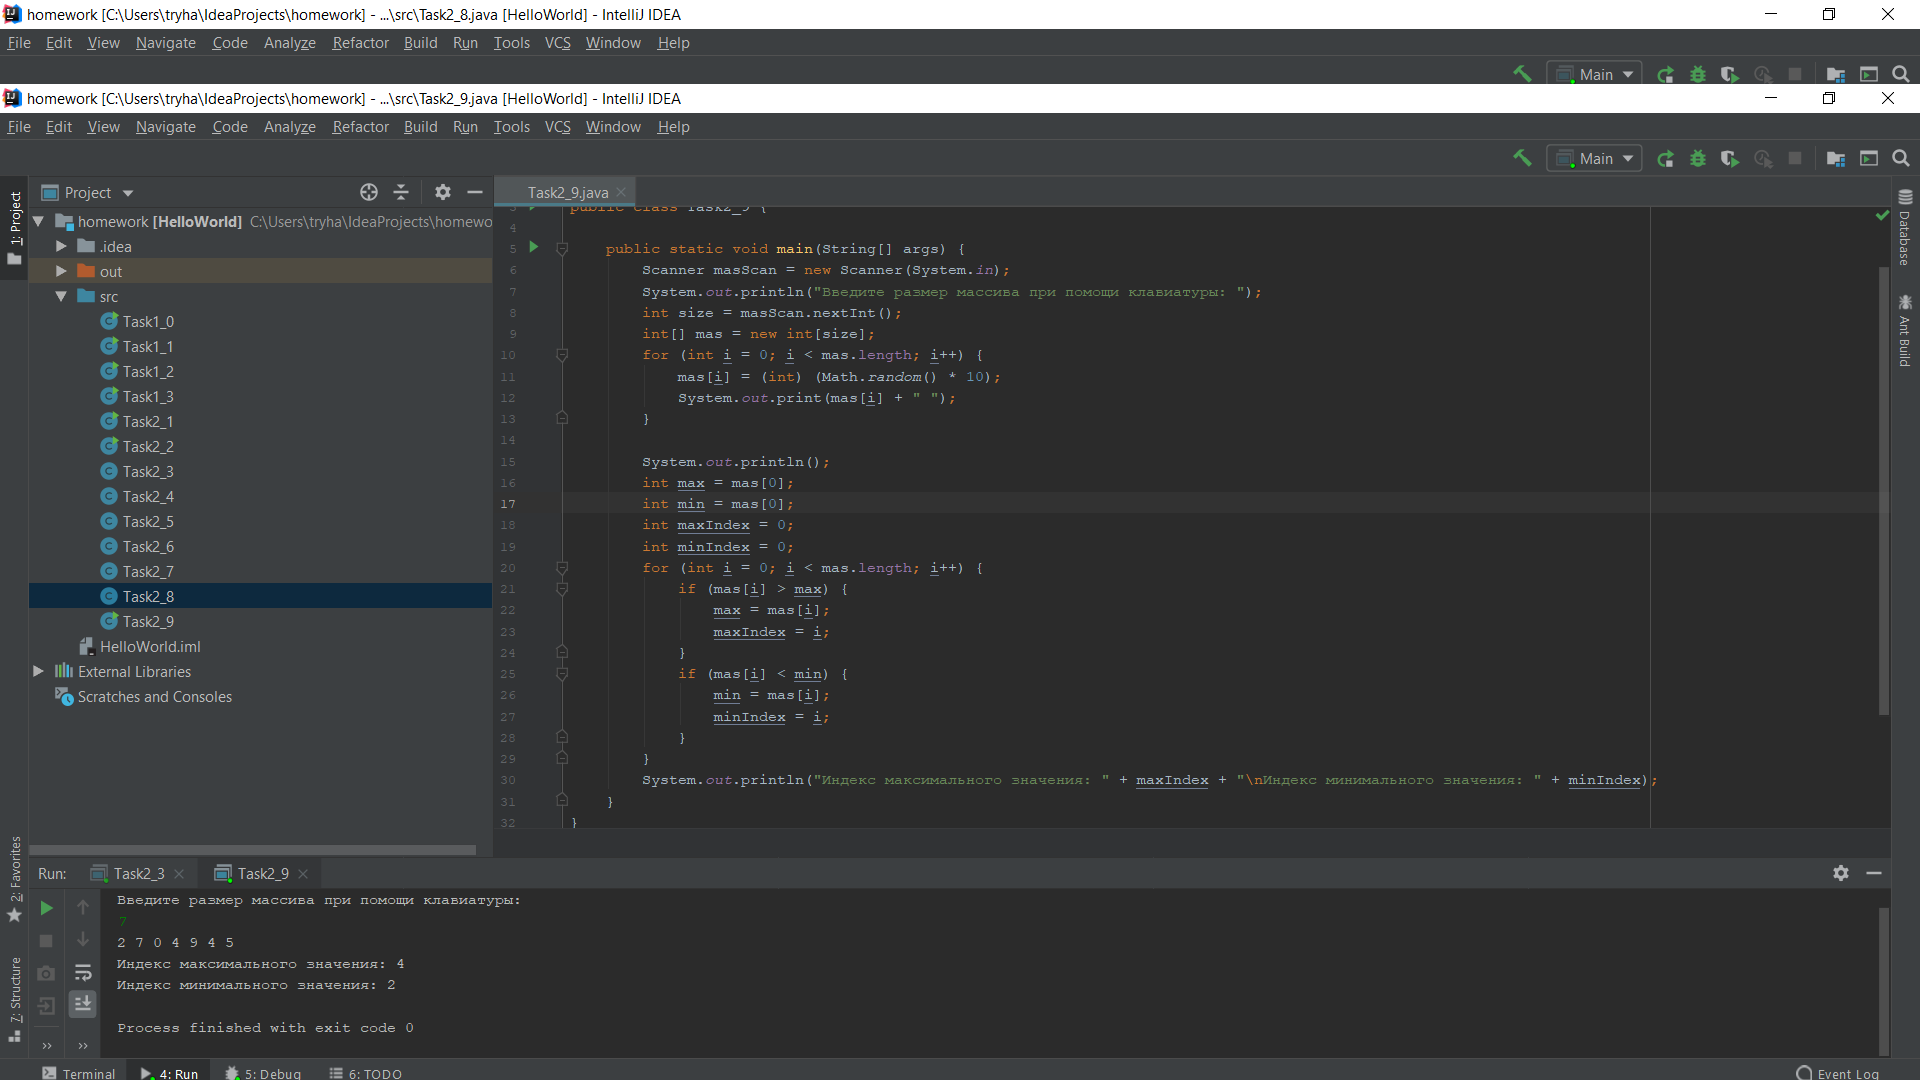 homework [C:\Users\tryha\IdeaProjects\homework] - ...\src\Task2_8.java [HelloWorld] - IntelliJ IDEA
File Edit View Navigate Code Analyze Refactor Build Run Tools VCS Window Help
Main
homework [C:\Users\tryha\IdeaProjects\homework] - ...\src\Task2_9.java [HelloWorld] - IntelliJ IDEA
File Edit View Navigate Code Analyze Refactor Build Run Tools VCS Window Help
Main
1: Project
Project
homework [HelloWorld] C:\Users\tryha\IdeaProjects\homewo
.idea
out
src
Task1_0
Task1_1
Task1_2
Task1_3
Task2_1
Task2_2
Task2_3
Task2_4
Task2_5
Task2_6
Task2_7
Task2_8
Task2_9
HelloWorld.iml
External Libraries
Scratches and Consoles
Task2_9.java
3 public class Task2_9 {
4
5 public static void main(String[] args) {
6 Scanner masScan = new Scanner(System.in);
7 System.out.println("Введите размер массива при помощи клавиатуры: ");
8 int size = masScan.nextInt();
9 int[] mas = new int[size];
10 for (int i = 0; i < mas.length; i++) {
11 mas[i] = (int) (Math.random() * 10);
12 System.out.print(mas[i] + " ");
13 }
14
15 System.out.println();
16 int max = mas[0];
17 int min = mas[0];
18 int maxIndex = 0;
19 int minIndex = 0;
20 for (int i = 0; i < mas.length; i++) {
21 if (mas[i] > max) {
22 max = mas[i];
23 maxIndex = i;
24 }
25 if (mas[i] < min) {
26 min = mas[i];
27 minIndex = i;
28 }
29 }
30 System.out.println("Индекс максимального значения: " + maxIndex + "\nИндекс минимального значения: " + minIndex);
31 }
32 }
Database
Ant Build
2: Favorites
7: Structure
Run: Task2_3 Task2_9
Введите размер массива при помощи клавиатуры:
7
2 7 0 4 9 4 5
Индекс максимального значения: 4
Индекс минимального значения: 2
Process finished with exit code 0
Terminal 4: Run 5: Debug 6: TODO Event Log